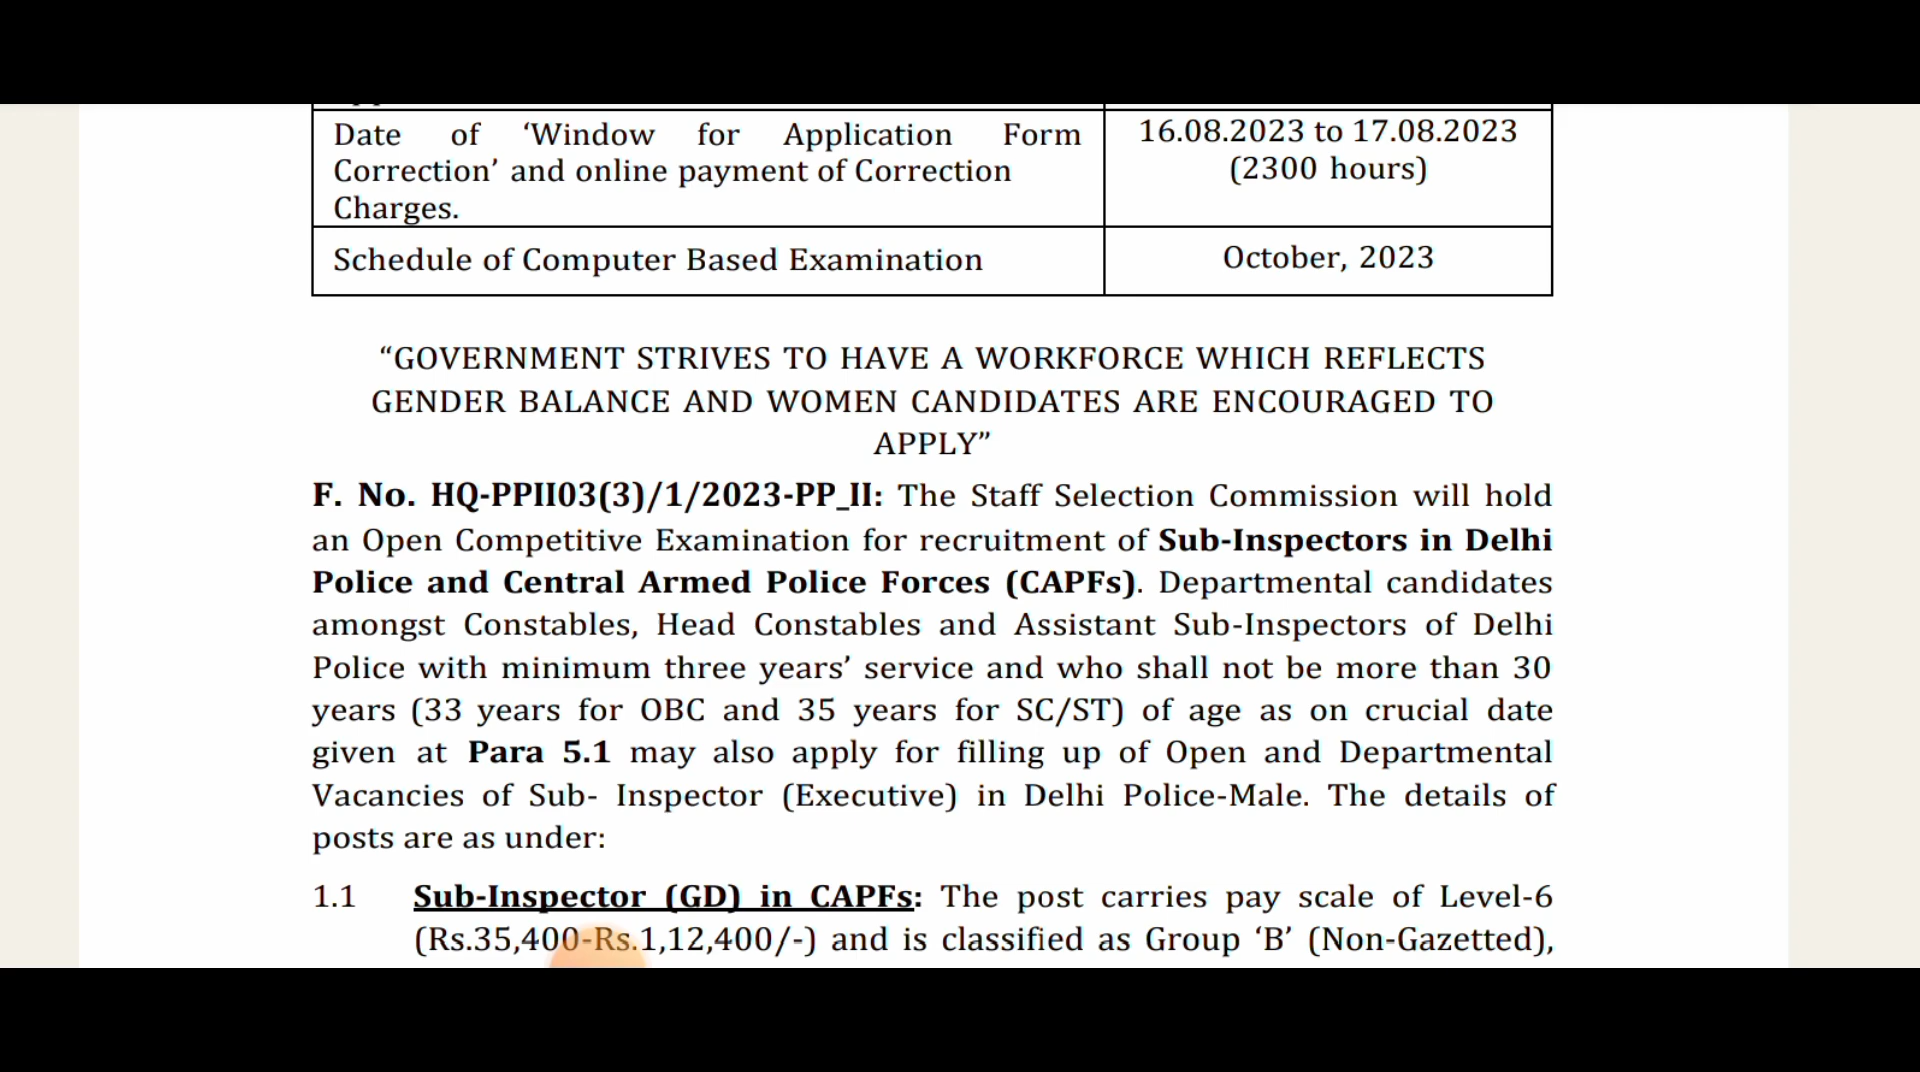 Date of ‘Window for Application Form
Correction’ and online payment of Correction
Charges.
16.08.2023 to 17.08.2023
(2300 hours)
Schedule of Computer Based Examination
October, 2023
“GOVERNMENT STRIVES TO HAVE A WORKFORCE WHICH REFLECTS
GENDER BALANCE AND WOMEN CANDIDATES ARE ENCOURAGED TO
APPLY”
F. No. HQ-PPII03(3)/1/2023-PP_II: The Staff Selection Commission will hold
an Open Competitive Examination for recruitment of Sub-Inspectors in Delhi
Police and Central Armed Police Forces (CAPFs). Departmental candidates
amongst Constables, Head Constables and Assistant Sub-Inspectors of Delhi
Police with minimum three years’ service and who shall not be more than 30
years (33 years for OBC and 35 years for SC/ST) of age as on crucial date
given at Para 5.1 may also apply for filling up of Open and Departmental
Vacancies of Sub- Inspector (Executive) in Delhi Police-Male. The details of
posts are as under:
1.1 Sub-Inspector (GD) in CAPFs: The post carries pay scale of Level-6
(Rs.35,400-Rs.1,12,400/-) and is classified as Group ‘B’ (Non-Gazetted),